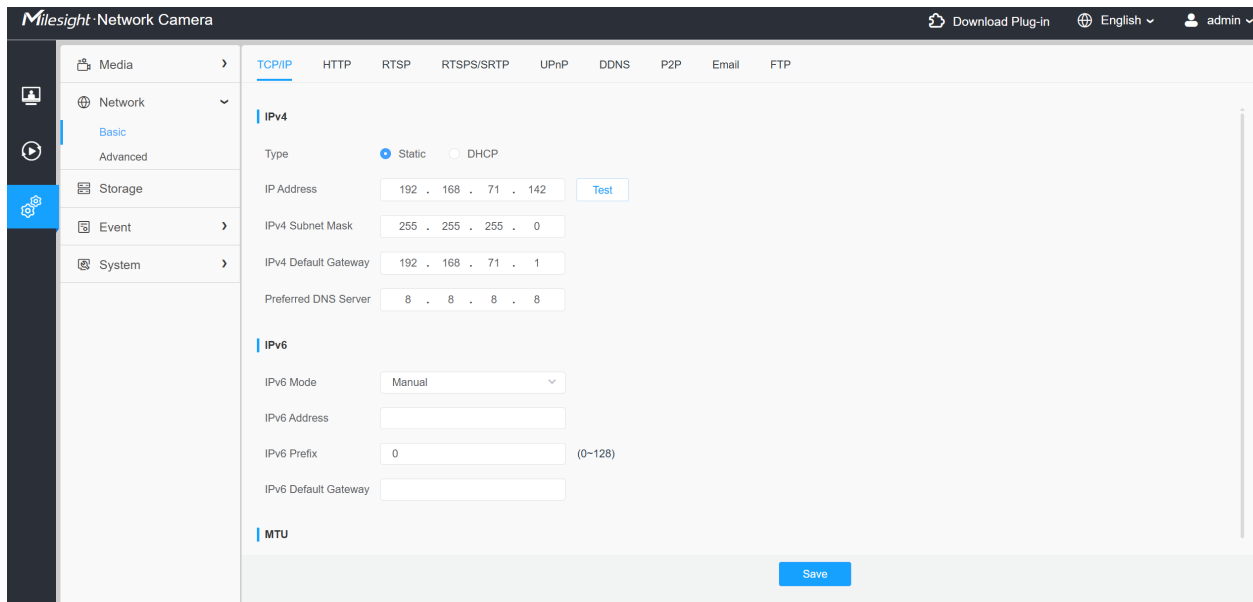 Milesight·Network Camera
Download Plug-in English admin
Media
Network
Basic
Advanced
Storage
Event
System
TCP/IP HTTP RTSP RTSPS/SRTP UPnP DDNS P2P Email FTP
IPv4
Type Static DHCP
IP Address 192 . 168 . 71 . 142 Test
IPv4 Subnet Mask 255 . 255 . 255 . 0
IPv4 Default Gateway 192 . 168 . 71 . 1
Preferred DNS Server 8 . 8 . 8 . 8
IPv6
IPv6 Mode Manual
IPv6 Address
IPv6 Prefix 0 (0~128)
IPv6 Default Gateway
MTU
Save